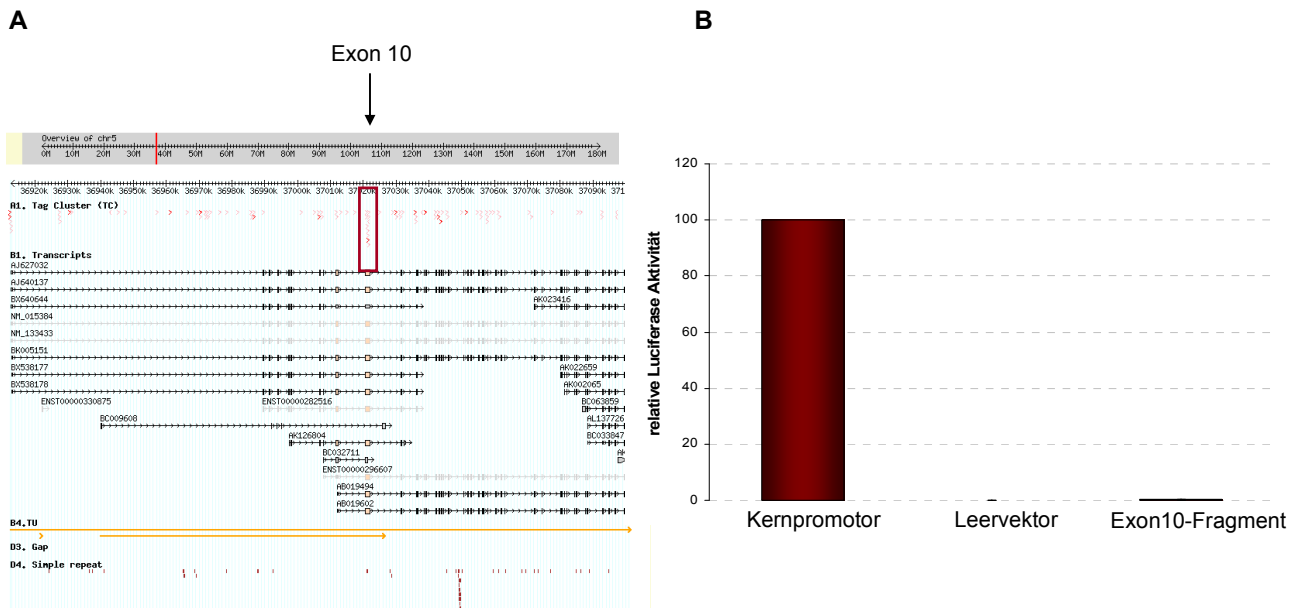 A
Exon 10
Overview of chr5
0M 10M 20M 30M 40M 50M 60M 70M 80M 90M 100M 110M 120M 130M 140M 150M 160M 170M 180M
36920k 36930k 36940k 36950k 36960k 36970k 36980k 36990k 37000k 37010k 37020k 37030k 37040k 37050k 37060k 37070k 37080k 37090k 371
A1. Tag Cluster (TC)
B1. Transcripts
AJ627032
AJ640137
BX640644 AK023416
NM_015384
NM_133433
BK005151
BX538177 AK022659
BX538178 AK002065
ENST00000330875 ENST00000282516 BC063859
BC009608 AL137726
AK126804 BC033847
BC032711 AK
ENST00000296607
AB019494
AB019602
B4.TU
D3. Gap
D4. Simple repeat
B
relative Luciferase Aktivität
120
100
80
60
40
20
0
Kernpromotor Leervektor Exon10-Fragment